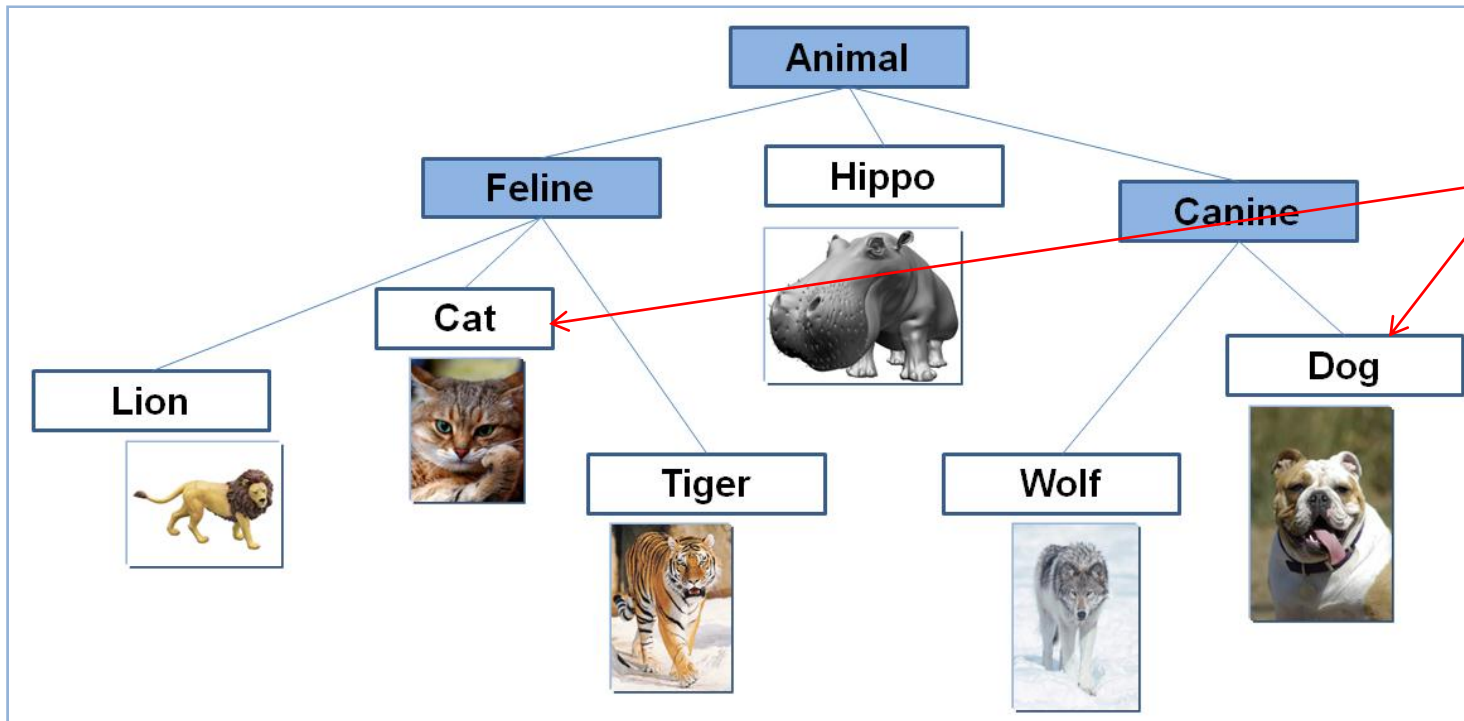 Animal
Feline
Hippo
Canine
Cat
Dog
Lion
Tiger
Wolf